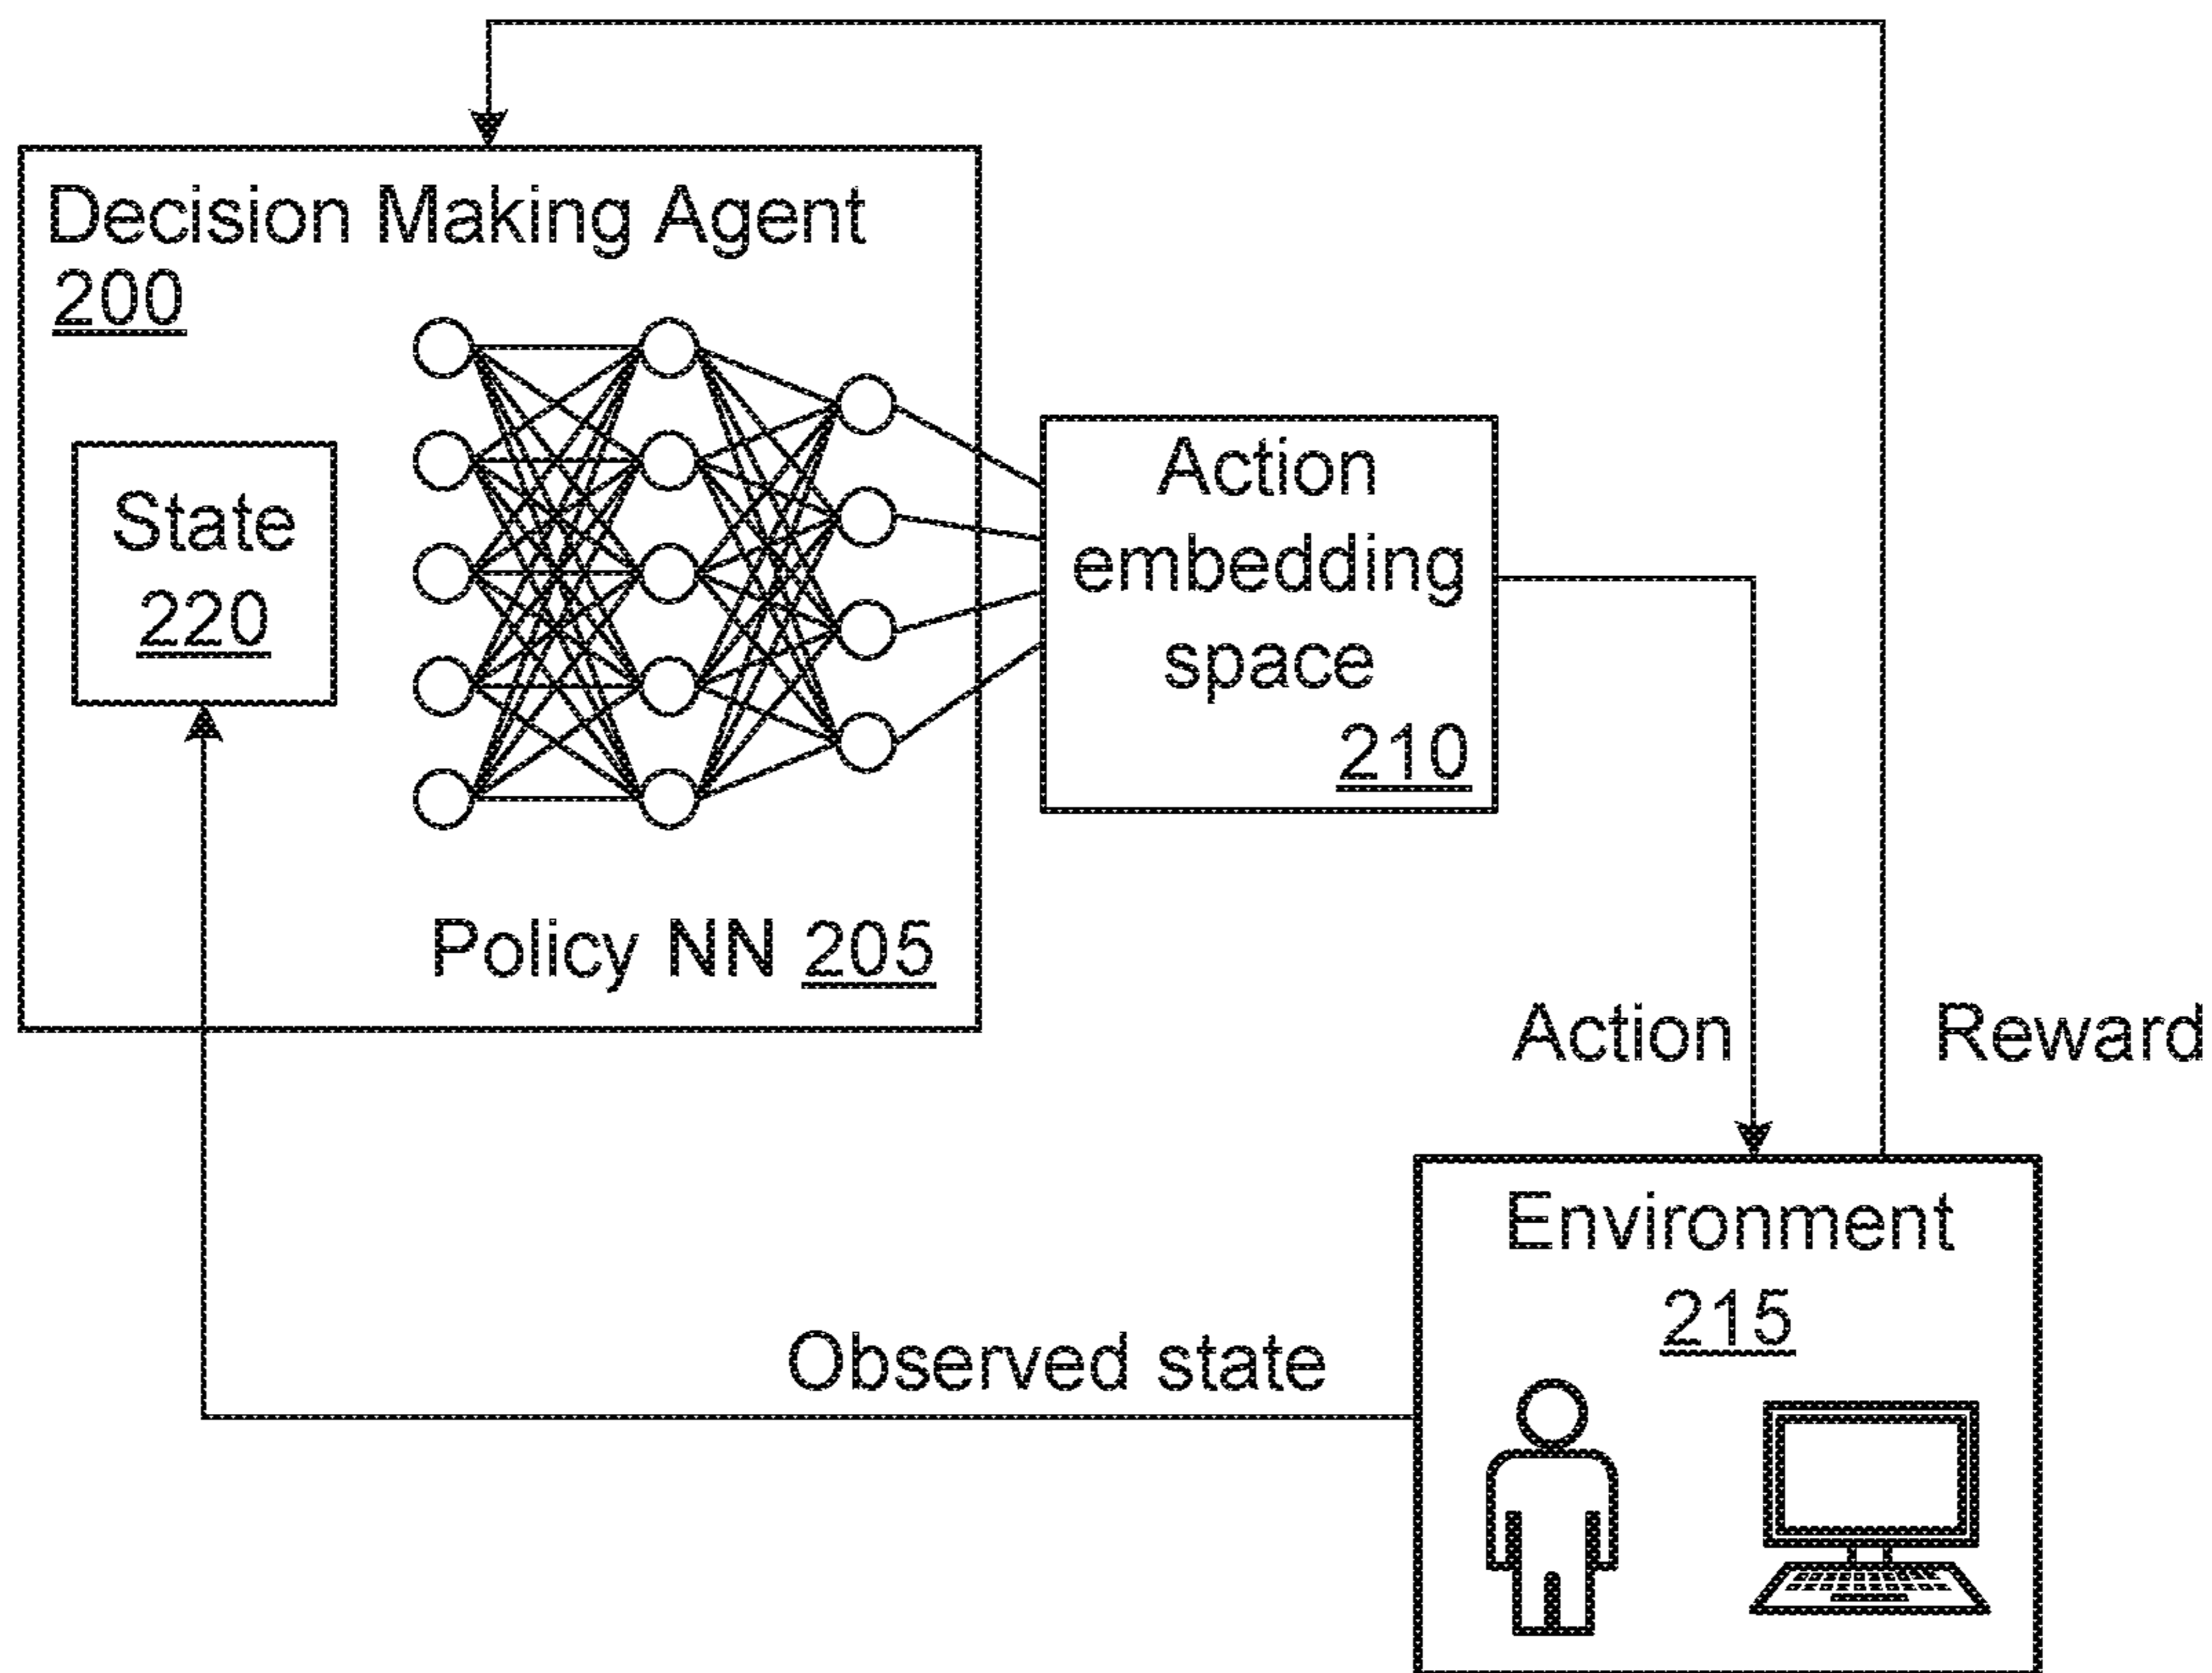 Decision Making Agent
200
State
220
Policy NN 205
Action
embedding
space
210
Action
Reward
Environment
215
Observed state